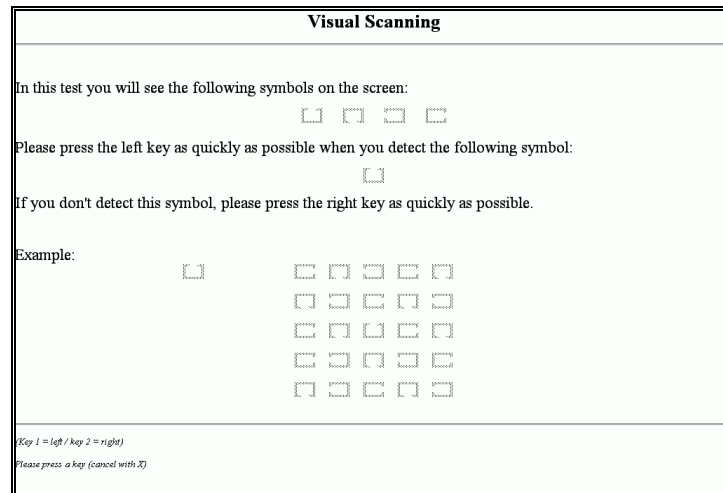 Visual Scanning
In this test you will see the following symbols on the screen:
Please press the left key as quickly as possible when you detect the following symbol:
If you don't detect this symbol, please press the right key as quickly as possible.
Example:
(Key 1 = left / key 2 = right)
Please press a key (cancel with X)